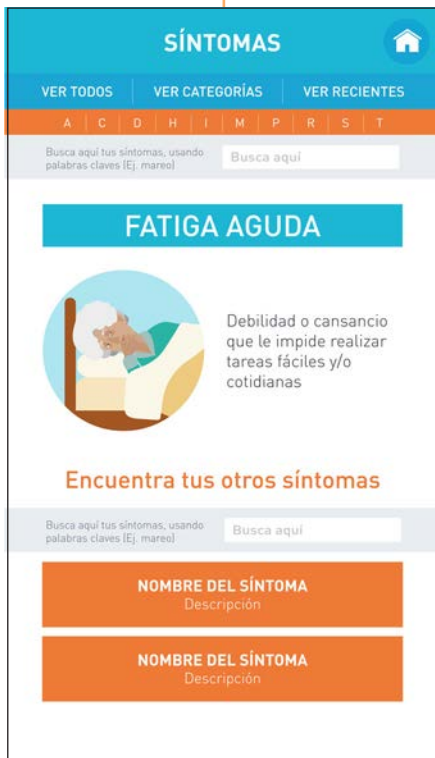 SÍNTOMAS
VER TODOS VER CATEGORÍAS VER RECIENTES
A C D H I M P R S T
Busca aquí tus síntomas, usando
palabras claves (Ej. mareo)
Busca aquí
FATIGA AGUDA
Debilidad o cansancio
que le impide realizar
tareas fáciles y/o
cotidianas
Encuentra tus otros síntomas
Busca aquí tus síntomas, usando
palabras claves (Ej. mareo)
Busca aquí
NOMBRE DEL SÍNTOMA
Descripción
NOMBRE DEL SÍNTOMA
Descripción